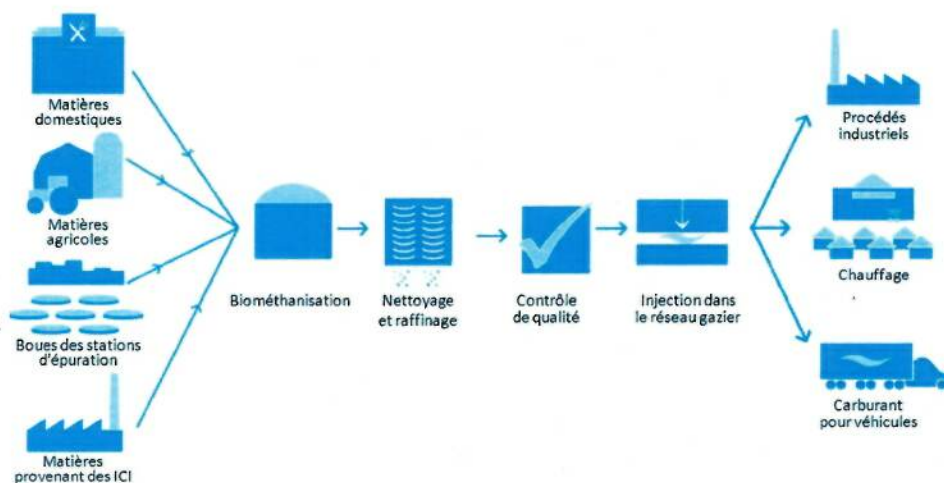 Matières
domestiques
Matières
agricoles
Boues des stations
d'épuration
Matières
provenant des ICI
Biométhanisation
Nettoyage
et raffinage
Contrôle
de qualité
Injection dans
le réseau gazier
Procédés
industriels
Chauffage
Carburant
pour véhicules